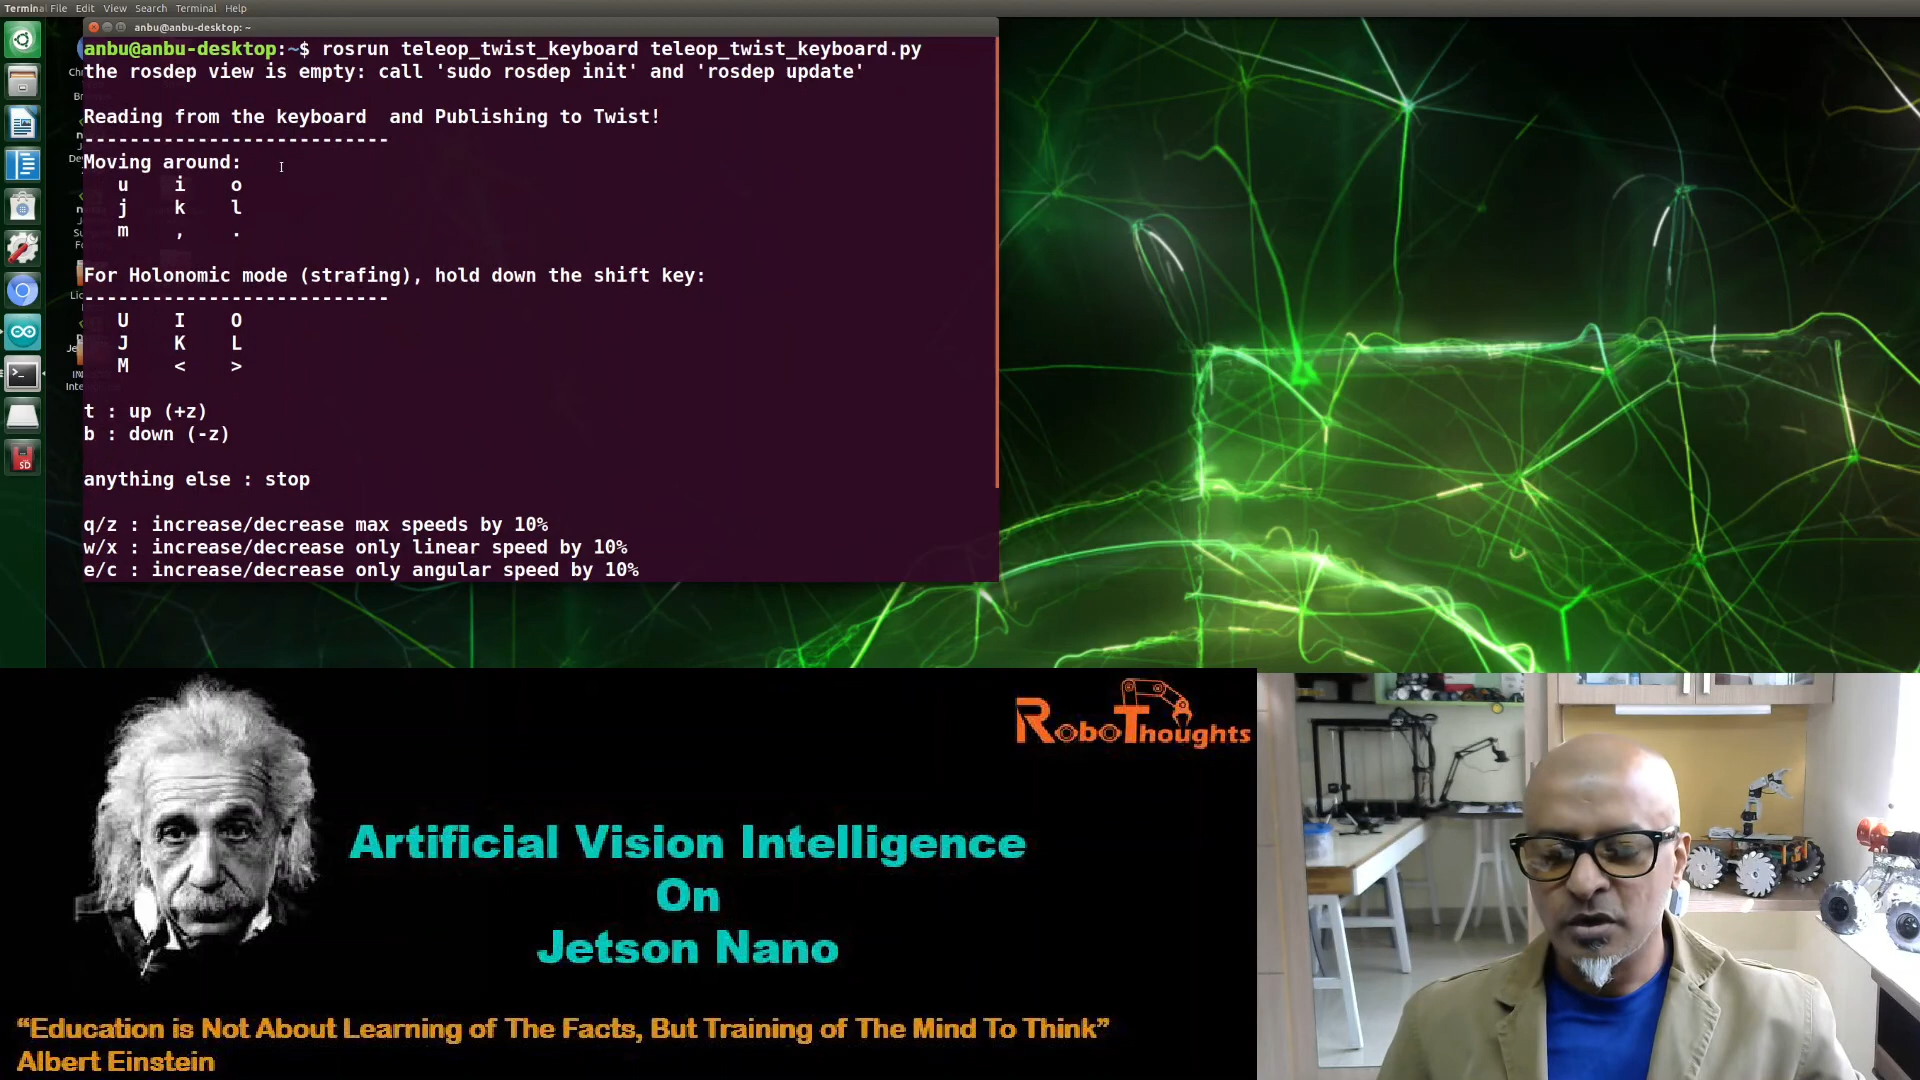 Terminal File Edit View Search Terminal Help
anbu@anbu-desktop: ~
anbu@anbu-desktop:~$ rosrun teleop_twist_keyboard teleop_twist_keyboard.py
the rosdep view is empty: call 'sudo rosdep init' and 'rosdep update'
Reading from the keyboard  and Publishing to Twist!
---------------------------
Moving around:
u    i    o
j    k    l
m    ,    .
For Holonomic mode (strafing), hold down the shift key:
---------------------------
U    I    O
J    K    L
M    <    >
t : up (+z)
b : down (-z)
anything else : stop
q/z : increase/decrease max speeds by 10%
w/x : increase/decrease only linear speed by 10%
e/c : increase/decrease only angular speed by 10%
SD
RoboThoughts
Artificial Vision Intelligence
On
Jetson Nano
“Education is Not About Learning of The Facts, But Training of The Mind To Think”
Albert Einstein